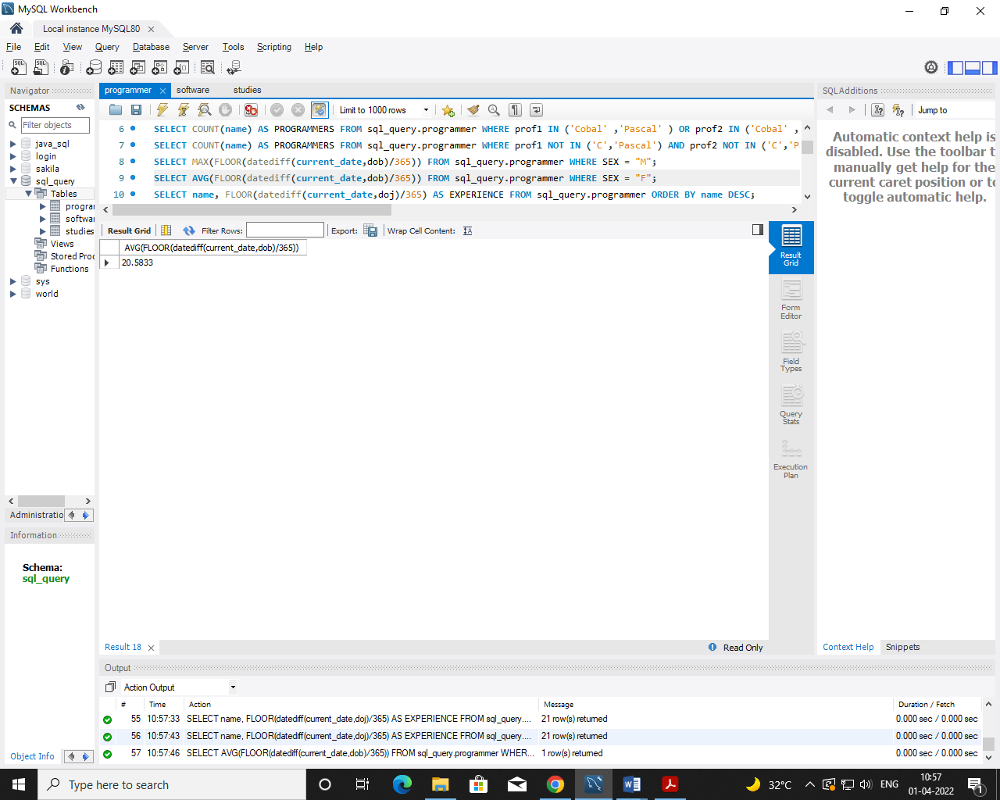 MySQL Workbench
Local instance MySQL80
File Edit View Query Database Server Tools Scripting Help
Navigator
SCHEMAS
Filter objects
java_sql
login
sakila
sql_query
Tables
prograr
softwar
studies
Views
Stored Proc
Functions
sys
world
Administratio
Information
Schema:
sql_query
Object Info
programmer software studies
Limit to 1000 rows
6 SELECT COUNT(name) AS PROGRAMMERS FROM sql_query.programmer WHERE prof1 IN ('Cobal' ,'Pascal' ) OR prof2 IN ('Cobal' ,
7 SELECT COUNT(name) AS PROGRAMMERS FROM sql_query.programmer WHERE prof1 NOT IN ('C','Pascal') AND prof2 NOT IN ('C','P
8 SELECT MAX(FLOOR(datediff(current_date,dob)/365)) FROM sql_query.programmer WHERE SEX = "M";
9 SELECT AVG(FLOOR(datediff(current_date,dob)/365)) FROM sql_query.programmer WHERE SEX = "F";
10 SELECT name, FLOOR(datediff(current_date,doj)/365) AS EXPERIENCE FROM sql_query.programmer ORDER BY name DESC;
Result Grid Filter Rows: Export: Wrap Cell Content:
AVG(FLOOR(datediff(current_date,dob)/365))
20.5833
Result Grid
Form Editor
Field Types
Query Stats
Execution Plan
Result 18
Read Only
SQLAdditions
Jump to
Automatic context help is
disabled. Use the toolbar t
manually get help for the
current caret position or to
toggle automatic help.
Context Help Snippets
Output
Action Output
# Time Action Message Duration / Fetch
55 10:57:33 SELECT name, FLOOR(datediff(current_date,doj)/365) AS EXPERIENCE FROM sql_query.... 21 row(s) returned 0.000 sec / 0.000 sec
56 10:57:43 SELECT name, FLOOR(datediff(current_date,doj)/365) AS EXPERIENCE FROM sql_query.... 21 row(s) returned 0.000 sec / 0.000 sec
57 10:57:46 SELECT AVG(FLOOR(datediff(current_date,dob)/365)) FROM sql_query.programmer WHER... 1 row(s) returned 0.000 sec / 0.000 sec
Type here to search
32°C
ENG
10:57
01-04-2022
1